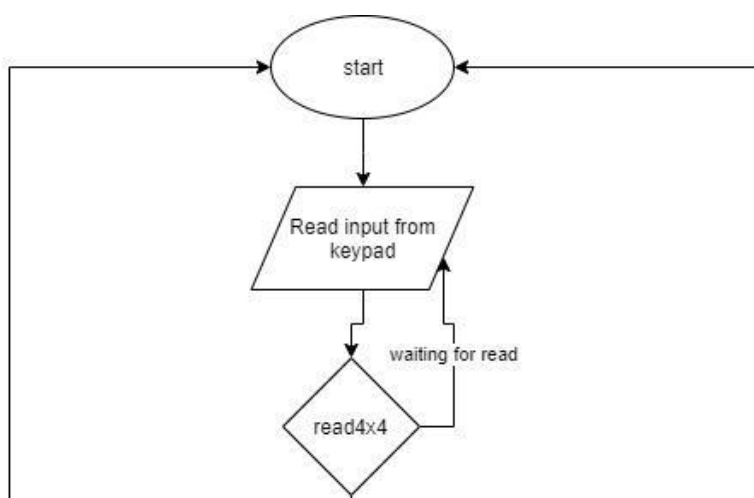 start
Read input from
keypad
waiting for read
read4x4